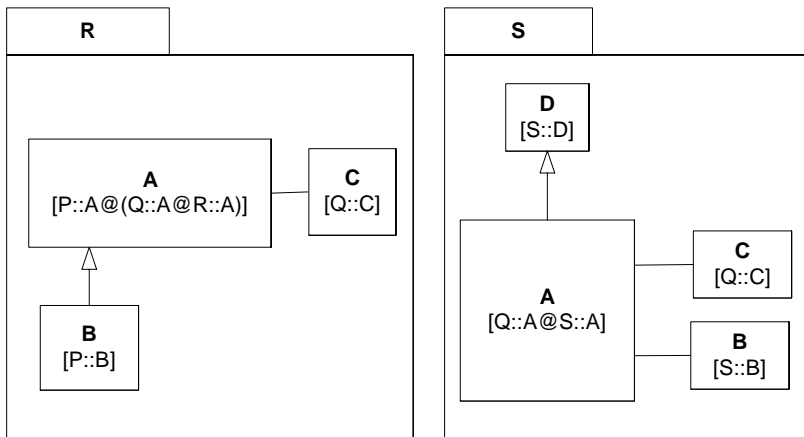 R
A
[P::A@(Q::A@R::A)]
C
[Q::C]
B
[P::B]
S
D
[S::D]
A
[Q::A@S::A]
C
[Q::C]
B
[S::B]